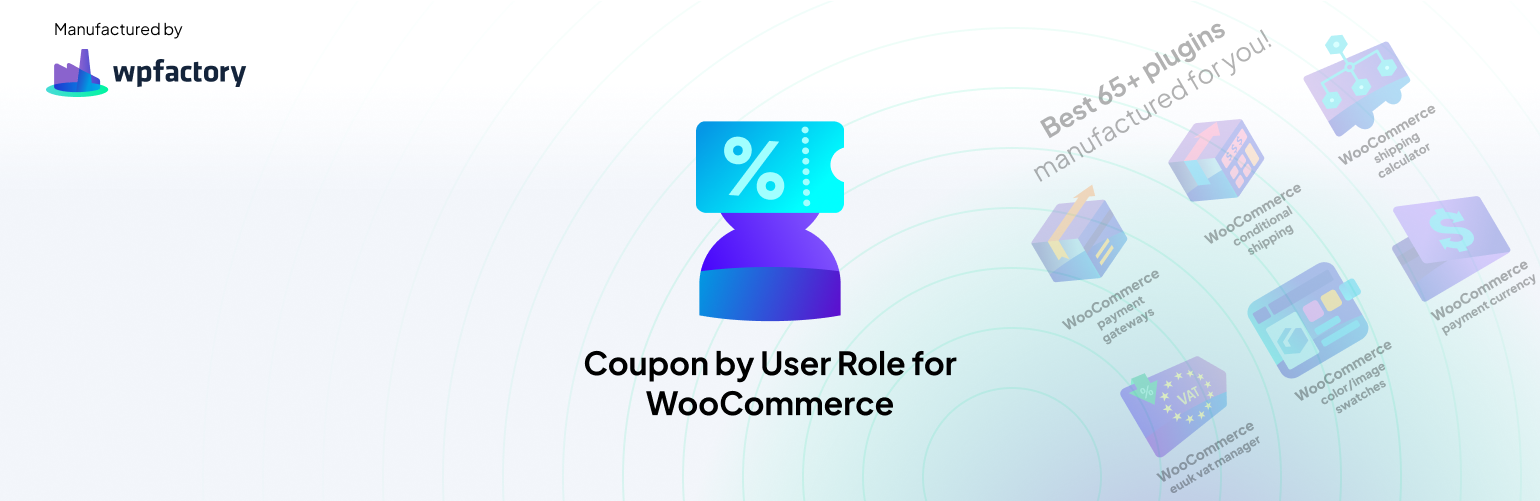 Manufactured by
wpfactory
%
Coupon by User Role for
WooCommerce
Best 65+ plugins
manufactured for you!
WooCommerce
shipping
calculator
$ $ $
WooCommerce
conditional
shipping
WooCommerce
payment
gateways
$
WooCommerce
payment currency
WooCommerce
color/image
swatches
%
VAT
WooCommerce
euuk vat manager